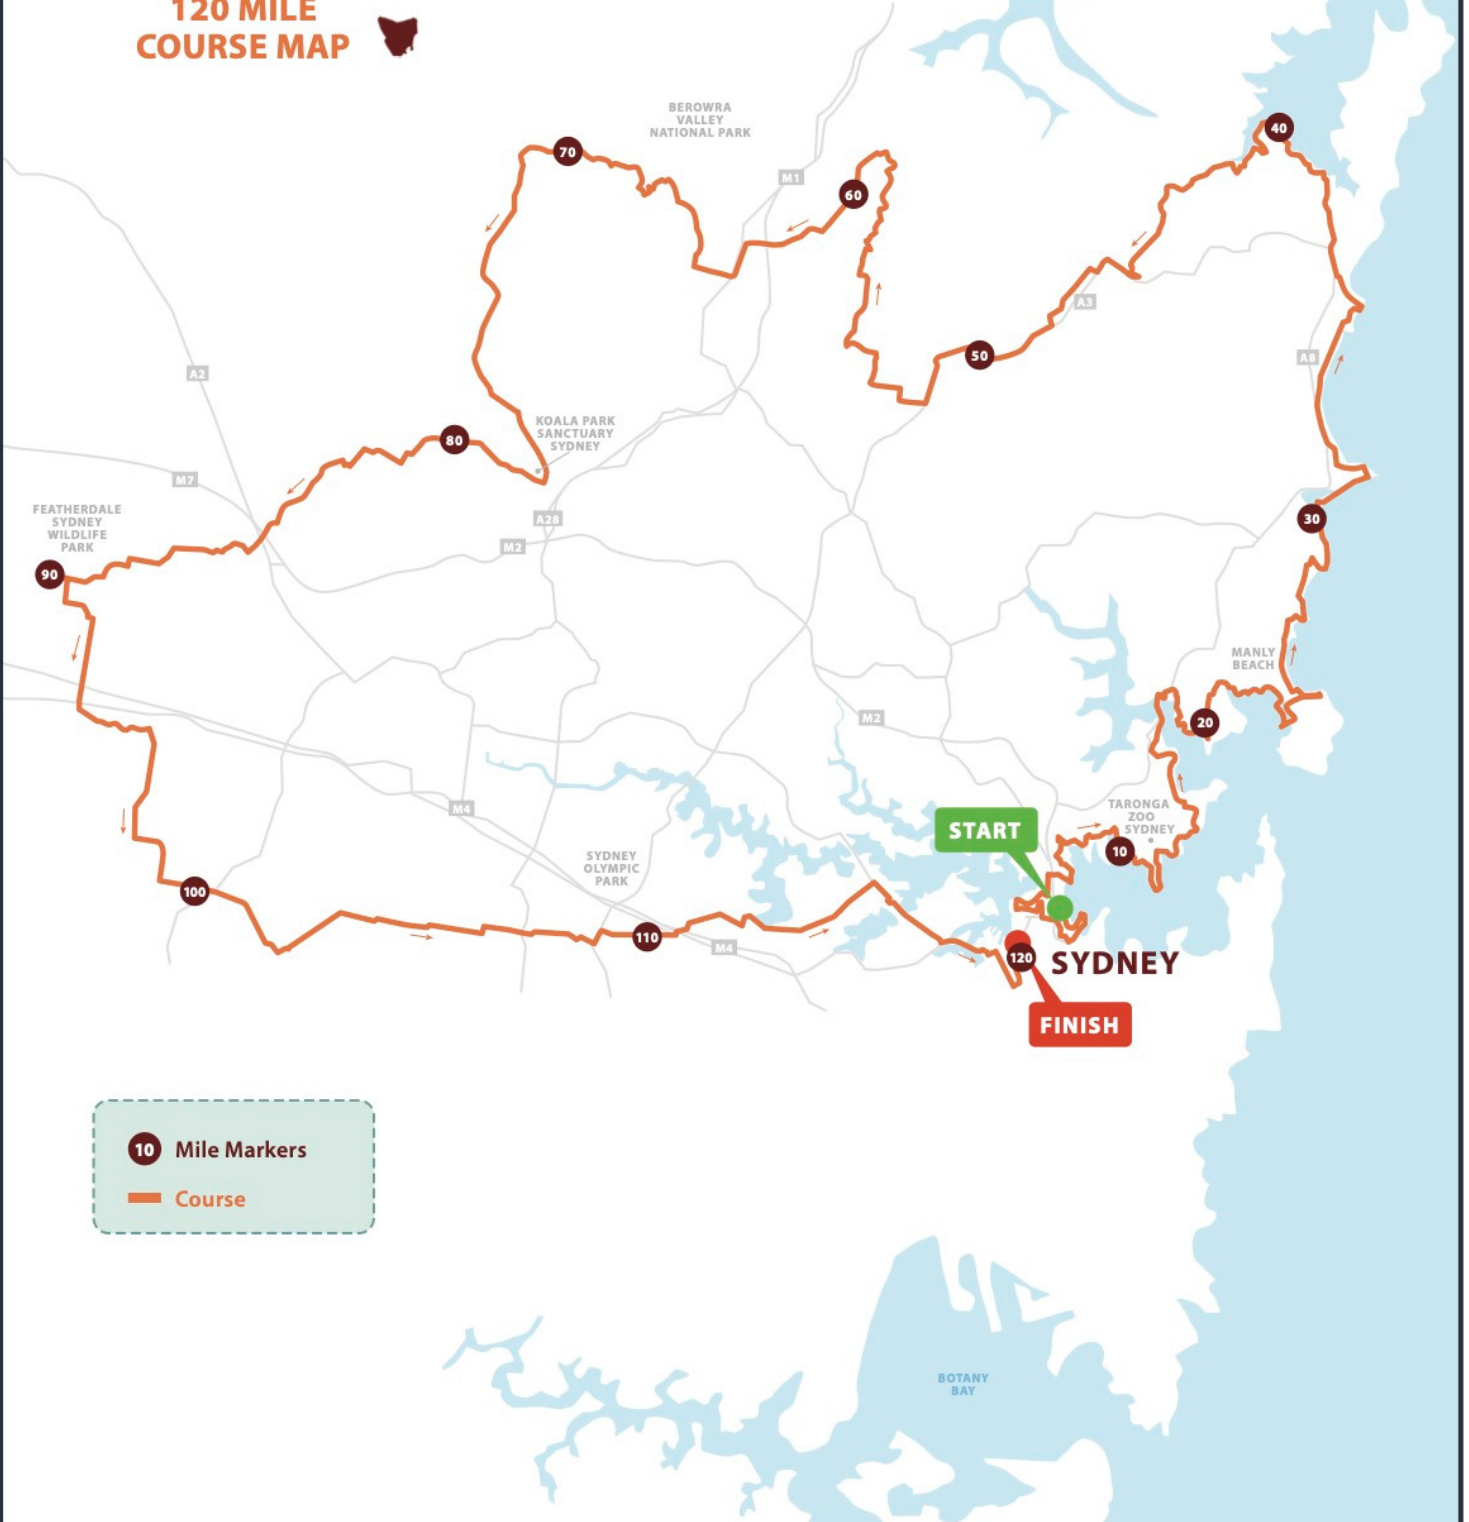 120 MILE
COURSE MAP
BEROWRA
VALLEY
NATIONAL PARK
40
70
M1
60
A3
50
A8
A2
KOALA PARK
SANCTUARY
SYDNEY
80
M7
FEATHERDALE
SYDNEY
WILDLIFE
PARK
A28
M2
30
90
MANLY
BEACH
M2
20
TARONGA
ZOO
SYDNEY
M4
START
10
SYDNEY
OLYMPIC
PARK
100
110
M4
120
SYDNEY
FINISH
10 Mile Markers
Course
BOTANY
BAY